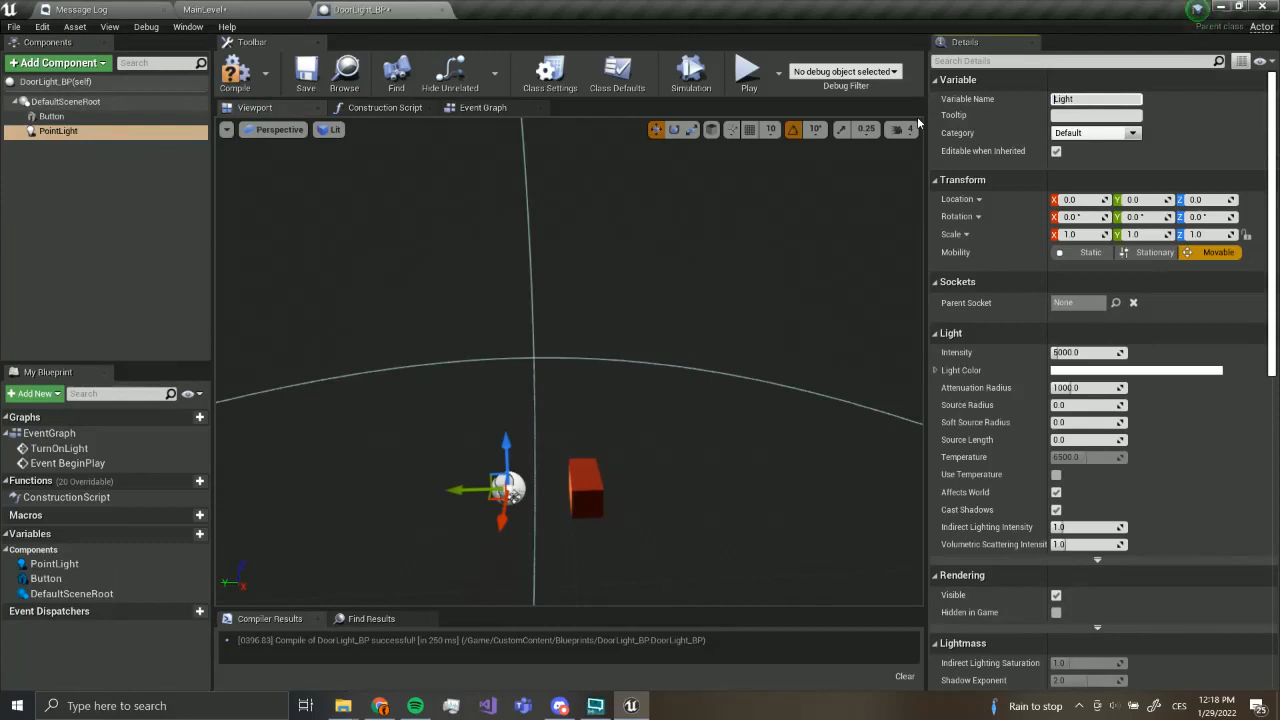 Message Log
MainLevel*
DoorLight_BP*
File Edit Asset View Debug Window Help
Parent class: Actor
Components
Toolbar
Details
Add Component
Search
Compile
Save
Browse
Find
Hide Unrelated
Class Settings
Class Defaults
Simulation
Play
No debug object selected
Debug Filter
DoorLight_BP(self)
DefaultSceneRoot
Button
PointLight
Viewport
Construction Script
Event Graph
Perspective
Lit
10
10°
0.25
4
Search Details
Variable
Variable Name Light
Tooltip
Category Default
Editable when Inherited
Transform
Location X 0.0 Y 0.0 Z 0.0
Rotation X 0.0 ° Y 0.0 ° Z 0.0 °
Scale X 1.0 Y 1.0 Z 1.0
Mobility Static Stationary Movable
Sockets
Parent Socket None
Light
Intensity 5000.0
Light Color
Attenuation Radius 1000.0
Source Radius 0.0
Soft Source Radius 0.0
Source Length 0.0
Temperature 6500.0
Use Temperature
Affects World
Cast Shadows
Indirect Lighting Intensity 1.0
Volumetric Scattering Intensit 1.0
Rendering
Visible
Hidden in Game
Lightmass
Indirect Lighting Saturation 1.0
Shadow Exponent 2.0
My Blueprint
Add New
Search
Graphs
EventGraph
TurnOnLight
Event BeginPlay
Functions (20 Overridable)
ConstructionScript
Macros
Variables
Components
PointLight
Button
DefaultSceneRoot
Event Dispatchers
Z
Y
X
Compiler Results
Find Results
[0396.83] Compile of DoorLight_BP successful! [in 250 ms] (/Game/CustomContent/Blueprints/DoorLight_BP.DoorLight_BP)
Clear
Type here to search
Rain to stop
CES
12:18 PM
1/29/2022
25